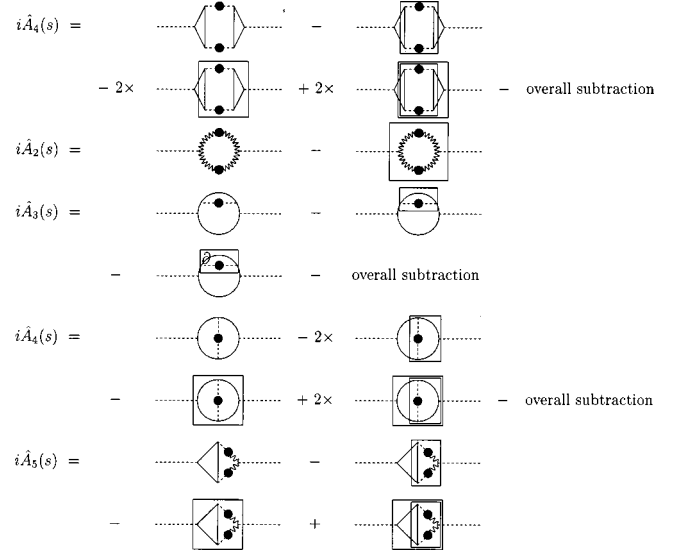 iÂ₄(s) = −
− 2× + 2× − overall subtraction
iÂ₂(s) = −
iÂ₃(s) = −
− ∂ − overall subtraction
iÂ₄(s) = − 2×
− + 2× − overall subtraction
iÂ₅(s) = −
− +